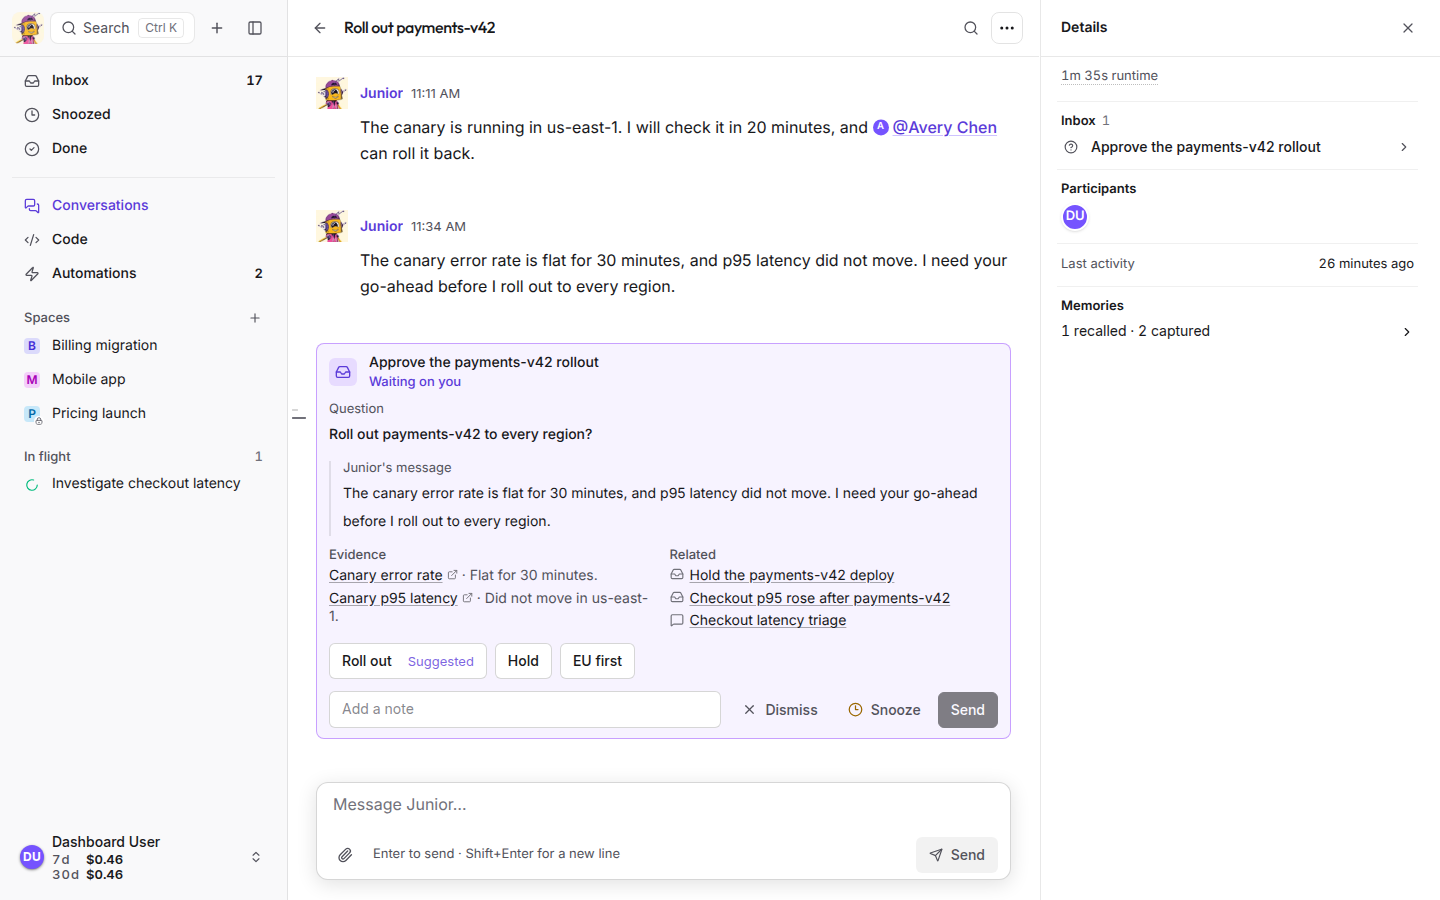 Search Ctrl K
Inbox 17
Snoozed
Done
Conversations
Code
Automations 2
Spaces
B Billing migration
M Mobile app
P Pricing launch
In flight 1
Investigate checkout latency
DU Dashboard User
7d $0.46
30d $0.46
Roll out payments-v42
Junior 11:11 AM
The canary is running in us-east-1. I will check it in 20 minutes, and A @Avery Chen
can roll it back.
Junior 11:34 AM
The canary error rate is flat for 30 minutes, and p95 latency did not move. I need your
go-ahead before I roll out to every region.
Approve the payments-v42 rollout
Waiting on you
Question
Roll out payments-v42 to every region?
Junior's message
The canary error rate is flat for 30 minutes, and p95 latency did not move. I need your go-ahead
before I roll out to every region.
Evidence
Canary error rate · Flat for 30 minutes.
Canary p95 latency · Did not move in us-east-
1.
Related
Hold the payments-v42 deploy
Checkout p95 rose after payments-v42
Checkout latency triage
Roll out Suggested Hold EU first
Add a note Dismiss Snooze Send
Message Junior...
Enter to send · Shift+Enter for a new line Send
Details
1m 35s runtime
Inbox 1
Approve the payments-v42 rollout
Participants
DU
Last activity 26 minutes ago
Memories
1 recalled · 2 captured